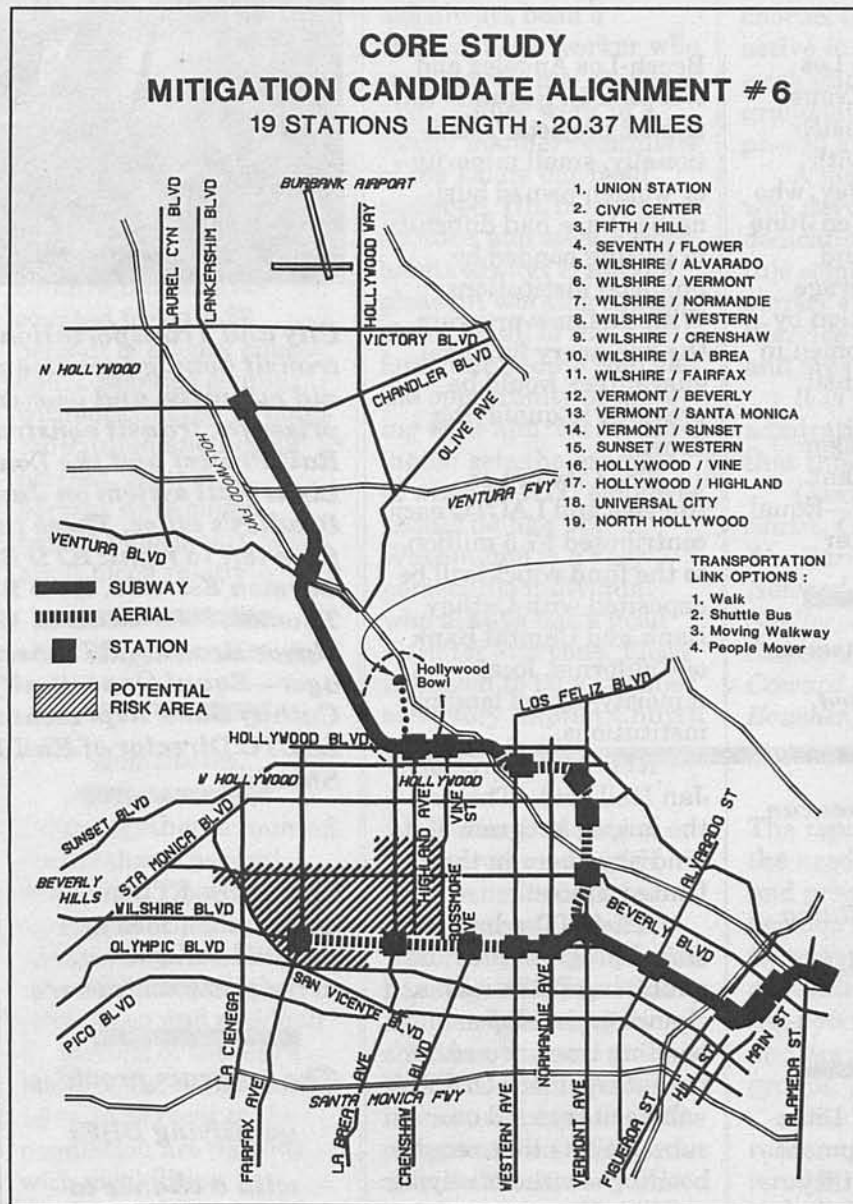 CORE STUDY
MITIGATION CANDIDATE ALIGNMENT #6
19 STATIONS LENGTH : 20.37 MILES
BURBANK AIRPORT
LAUREL CYN BLVD
LANKERSHIM BLVD
HOLLYWOOD WAY
VICTORY BLVD
N HOLLYWOOD
CHANDLER BLVD
OLIVE AVE
HOLLYWOOD FWY
VENTURA FWY
VENTURA BLVD
1. UNION STATION
2. CIVIC CENTER
3. FIFTH / HILL
4. SEVENTH / FLOWER
5. WILSHIRE / ALVARADO
6. WILSHIRE / VERMONT
7. WILSHIRE / NORMANDIE
8. WILSHIRE / WESTERN
9. WILSHIRE / CRENSHAW
10. WILSHIRE / LA BREA
11. WILSHIRE / FAIRFAX
12. VERMONT / BEVERLY
13. VERMONT / SANTA MONICA
14. VERMONT / SUNSET
15. SUNSET / WESTERN
16. HOLLYWOOD / VINE
17. HOLLYWOOD / HIGHLAND
18. UNIVERSAL CITY
19. NORTH HOLLYWOOD
TRANSPORTATION
LINK OPTIONS :
1. Walk
2. Shuttle Bus
3. Moving Walkway
4. People Mover
SUBWAY
AERIAL
STATION
POTENTIAL
RISK AREA
Hollywood
Bowl
LOS FELIZ BLVD
HOLLYWOOD BLVD
W HOLLYWOOD
HOLLYWOOD
SUNSET BLVD
STA MONICA BLVD
HIGHLAND AVE
VINE ST
ROSSMORE AVE
ALVARADO ST
BEVERLY HILLS
WILSHIRE BLVD
BEVERLY BLVD
OLYMPIC BLVD
PICO BLVD
SAN VICENTE BLVD
LA CIENEGA
SANTA MONICA FWY
FAIRFAX AVE
LA BREA AVE
CRENSHAW BLVD
WESTERN AVE
NORMANDIE AVE
VERMONT AVE
FIGUEROA ST
HILL ST
MAIN ST
ALAMEDA ST